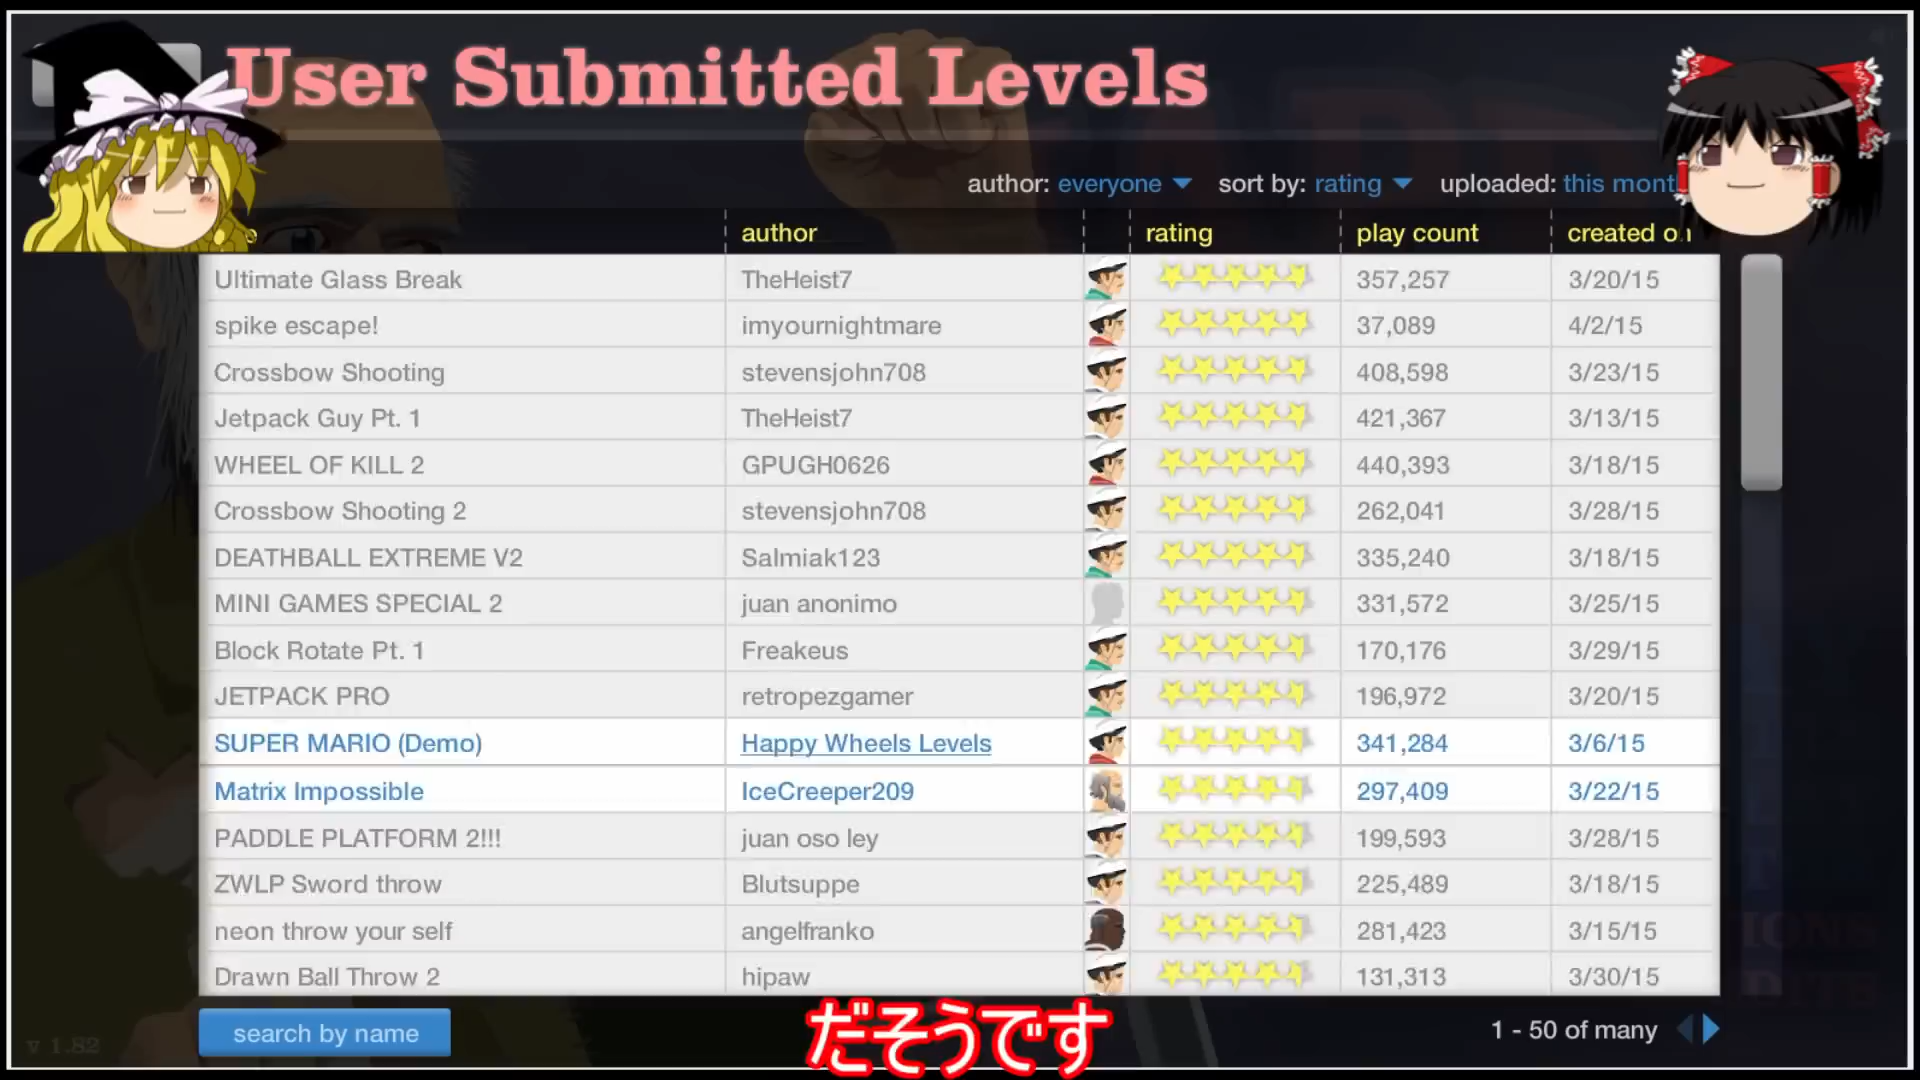 User Submitted Levels
author: everyone sort by: rating uploaded: this mont
author rating play count created on
Ultimate Glass Break TheHeist7 357,257 3/20/15
spike escape! imyournightmare 37,089 4/2/15
Crossbow Shooting stevensjohn708 408,598 3/23/15
Jetpack Guy Pt. 1 TheHeist7 421,367 3/13/15
WHEEL OF KILL 2 GPUGH0626 440,393 3/18/15
Crossbow Shooting 2 stevensjohn708 262,041 3/28/15
DEATHBALL EXTREME V2 Salmiak123 335,240 3/18/15
MINI GAMES SPECIAL 2 juan anonimo 331,572 3/25/15
Block Rotate Pt. 1 Freakeus 170,176 3/29/15
JETPACK PRO retropezgamer 196,972 3/20/15
SUPER MARIO (Demo) Happy Wheels Levels 341,284 3/6/15
Matrix Impossible IceCreeper209 297,409 3/22/15
PADDLE PLATFORM 2!!! juan oso ley 199,593 3/28/15
ZWLP Sword throw Blutsuppe 225,489 3/18/15
neon throw your self angelfranko 281,423 3/15/15
Drawn Ball Throw 2 hipaw 131,313 3/30/15
search by name 1 - 50 of many
v 1.82
だそうです